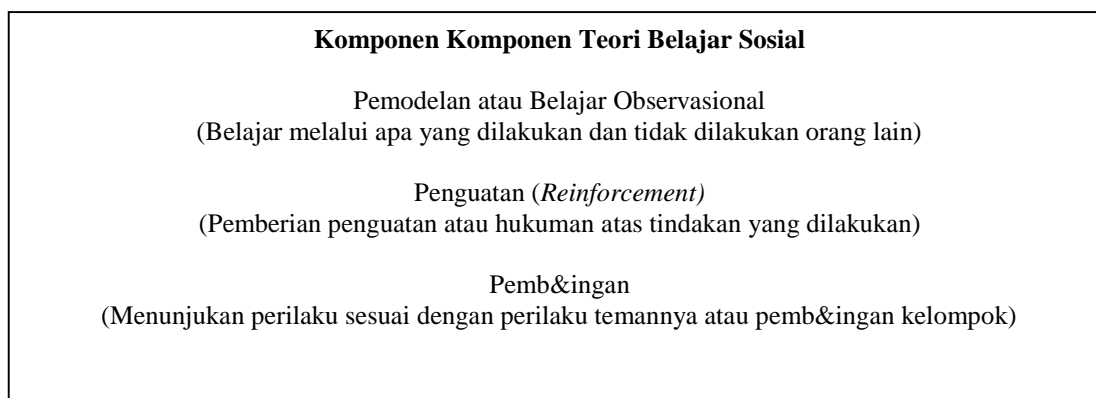 Komponen Komponen Teori Belajar Sosial
Pemodelan atau Belajar Observasional
(Belajar melalui apa yang dilakukan dan tidak dilakukan orang lain)
Penguatan (Reinforcement)
(Pemberian penguatan atau hukuman atas tindakan yang dilakukan)
Pemb&ingan
(Menunjukan perilaku sesuai dengan perilaku temannya atau pemb&ingan kelompok)